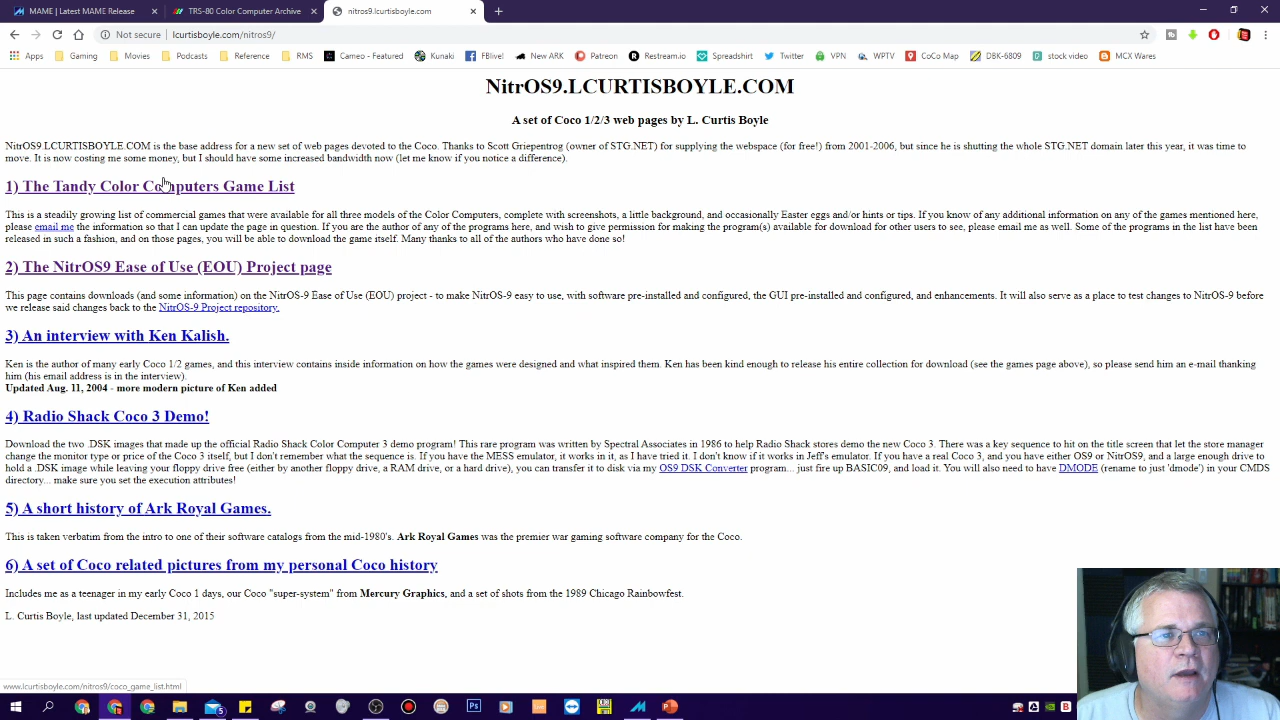 MAME | Latest MAME Release
TRS-80 Color Computer Archive
nitros9.lcurtisboyle.com
Not secure | lcurtisboyle.com/nitros9/
Apps Gaming Movies Podcasts Reference RMS Cameo - Featured Kunaki FBlive! New ARK Patreon Restream.io Spreadshirt Twitter VPN WPTV CoCo Map DBK-6809 stock video MCX Wares
NitrOS9.LCURTISBOYLE.COM
A set of Coco 1/2/3 web pages by L. Curtis Boyle
NitrOS9.LCURTISBOYLE.COM is the base address for a new set of web pages devoted to the Coco. Thanks to Scott Griepentrog (owner of STG.NET) for supplying the webspace (for free!) from 2001-2006, but since he is shutting the whole STG.NET domain later this year, it was time to
move. It is now costing me some money, but I should have some increased bandwidth now (let me know if you notice a difference).
1) The Tandy Color Computers Game List
This is a steadily growing list of commercial games that were available for all three models of the Color Computers, complete with screenshots, a little background, and occasionally Easter eggs and/or hints or tips. If you know of any additional information on any of the games mentioned here,
please email me the information so that I can update the page in question. If you are the author of any of the programs here, and wish to give permission for making the program(s) available for download for other users to see, please email me as well. Some of the programs in the list have been
released in such a fashion, and on those pages, you will be able to download the game itself. Many thanks to all of the authors who have done so!
2) The NitrOS9 Ease of Use (EOU) Project page
This page contains downloads (and some information) on the NitrOS-9 Ease of Use (EOU) project - to make NitrOS-9 easy to use, with software pre-installed and configured, the GUI pre-installed and configured, and enhancements. It will also serve as a place to test changes to NitrOS-9 before
we release said changes back to the NitrOS-9 Project repository.
3) An interview with Ken Kalish.
Ken is the author of many early Coco 1/2 games, and this interview contains inside information on how the games were designed and what inspired them. Ken has been kind enough to release his entire collection for download (see the games page above), so please send him an e-mail thanking
him (his email address is in the interview).
Updated Aug. 11, 2004 - more modern picture of Ken added
4) Radio Shack Coco 3 Demo!
Download the two .DSK images that made up the official Radio Shack Color Computer 3 demo program! This rare program was written by Spectral Associates in 1986 to help Radio Shack stores demo the new Coco 3. There was a key sequence to hit on the title screen that let the store manager
change the monitor type or price of the Coco 3 itself, but I don't remember what the sequence is. If you have the MESS emulator, it works in it, as I have tried it. I don't know if it works in Jeff's emulator. If you have a real Coco 3, and you have either OS9 or NitrOS9, and a large enough drive to
hold a .DSK image while leaving your floppy drive free (either by another floppy drive, a RAM drive, or a hard drive), you can transfer it to disk via my OS9 DSK Converter program... just fire up BASIC09, and load it. You will also need to have DMODE (rename to just 'dmode') in your CMDS
directory... make sure you set the execution attributes!
5) A short history of Ark Royal Games.
This is taken verbatim from the intro to one of their software catalogs from the mid-1980's. Ark Royal Games was the premier war gaming software company for the Coco.
6) A set of Coco related pictures from my personal Coco history
Includes me as a teenager in my early Coco 1 days, our Coco "super-system" from Mercury Graphics, and a set of shots from the 1989 Chicago Rainbowfest.
L. Curtis Boyle, last updated December 31, 2015
www.lcurtisboyle.com/nitros9/coco_game_list.html